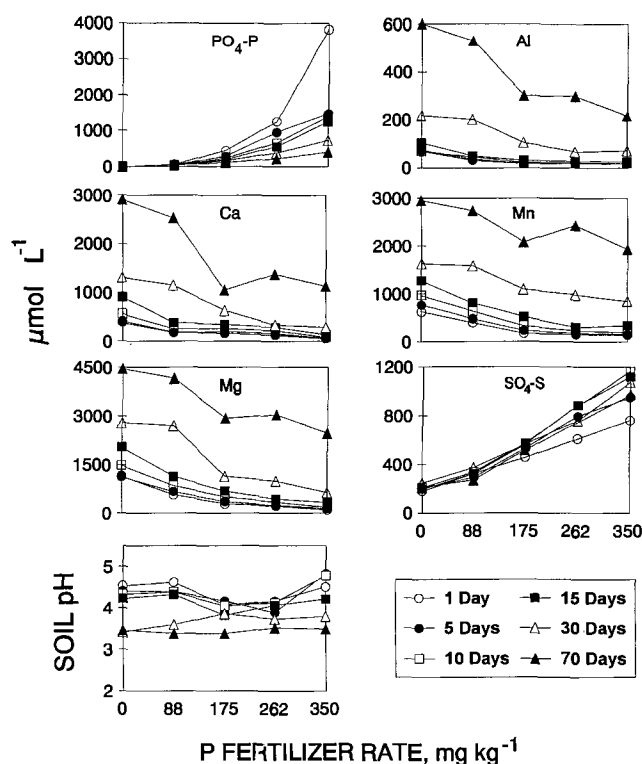 PO4-P
4000
3000
2000
1000
0
Al
600
400
200
0
Ca
3000
2000
1000
0
Mn
3000
2000
1000
0
µmol L-1
Mg
4500
3000
1500
0
SO4-S
1200
800
400
0
0 88 175 262 350
SOIL pH
5
4
3
2
0 88 175 262 350
1 Day
5 Days
10 Days
15 Days
30 Days
70 Days
P FERTILIZER RATE, mg kg-1